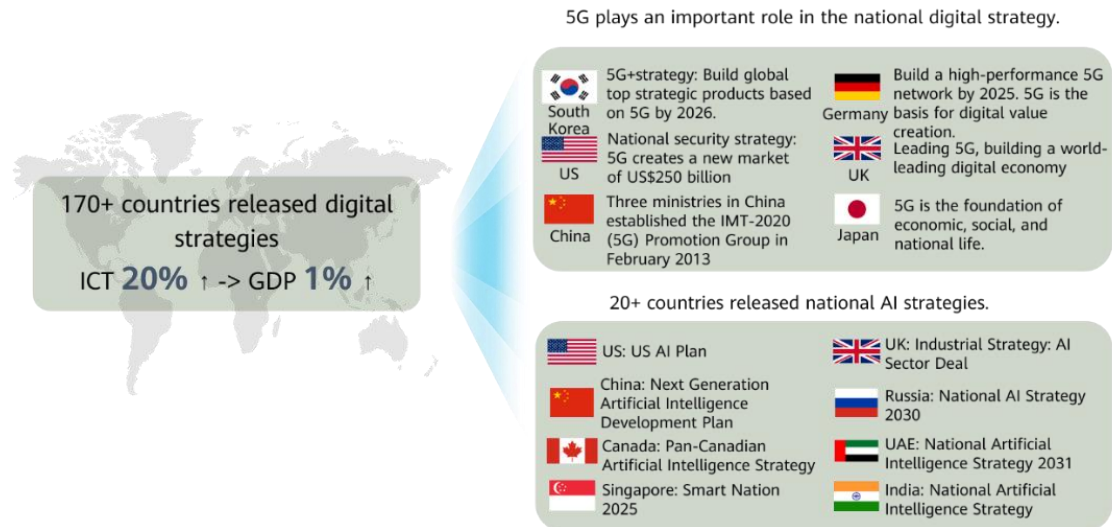 5G plays an important role in the national digital strategy.
South
Korea
5G+strategy: Build global
top strategic products based
on 5G by 2026.
Germany
Build a high-performance 5G
network by 2025. 5G is the
basis for digital value
creation.
US
National security strategy:
5G creates a new market
of US$250 billion
UK
Leading 5G, building a world-
leading digital economy
China
Three ministries in China
established the IMT-2020
(5G) Promotion Group in
February 2013
Japan
5G is the foundation of
economic, social, and
national life.
170+ countries released digital
strategies
ICT 20% ↑ -> GDP 1% ↑
20+ countries released national AI strategies.
US: US AI Plan
UK: Industrial Strategy: AI
Sector Deal
China: Next Generation
Artificial Intelligence
Development Plan
Russia: National AI Strategy
2030
Canada: Pan-Canadian
Artificial Intelligence Strategy
UAE: National Artificial
Intelligence Strategy 2031
Singapore: Smart Nation
2025
India: National Artificial
Intelligence Strategy